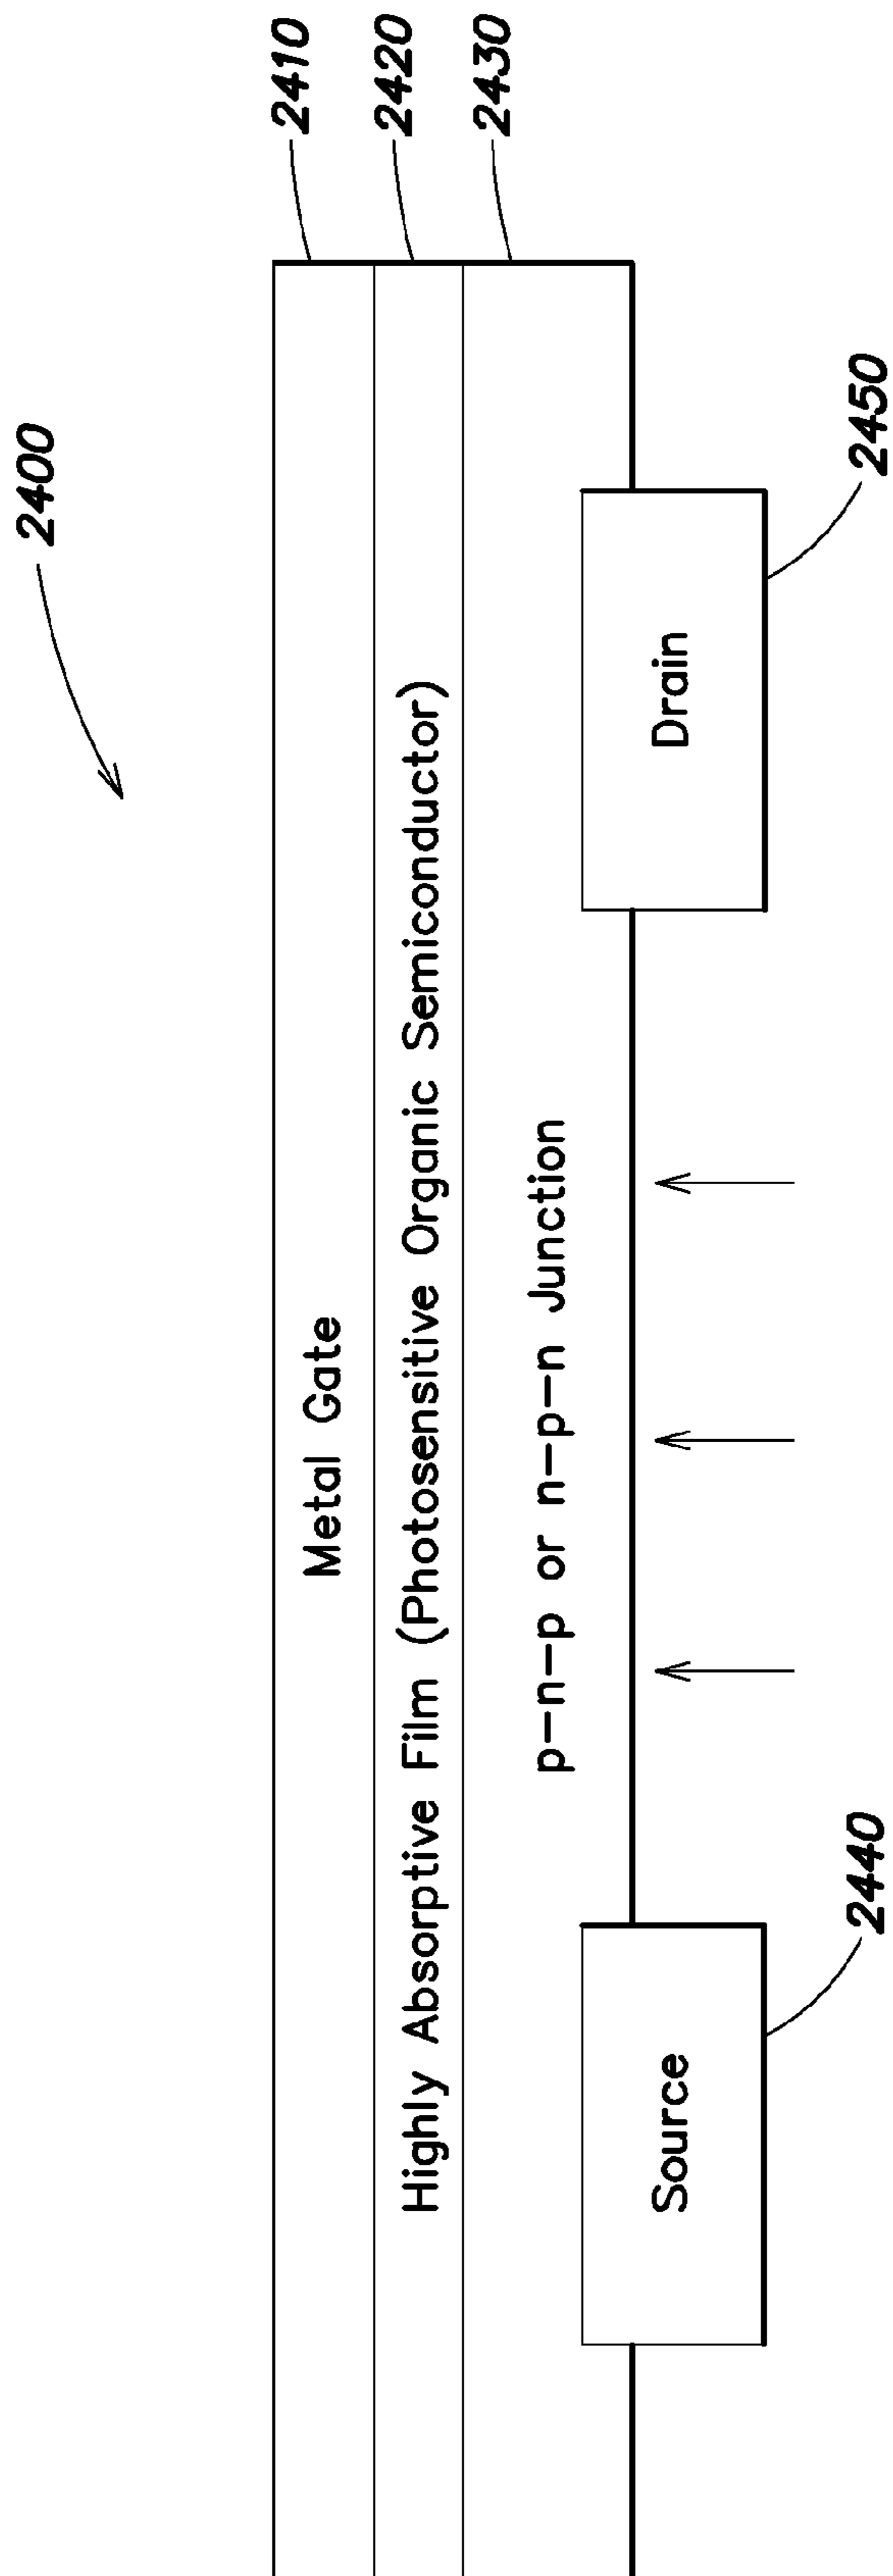 2400
2410
Metal Gate
2420
Highly Absorptive Film (Photosensitive Organic Semiconductor)
2430
p-n-p or n-p-n Junction
Source
Drain
2440
2450